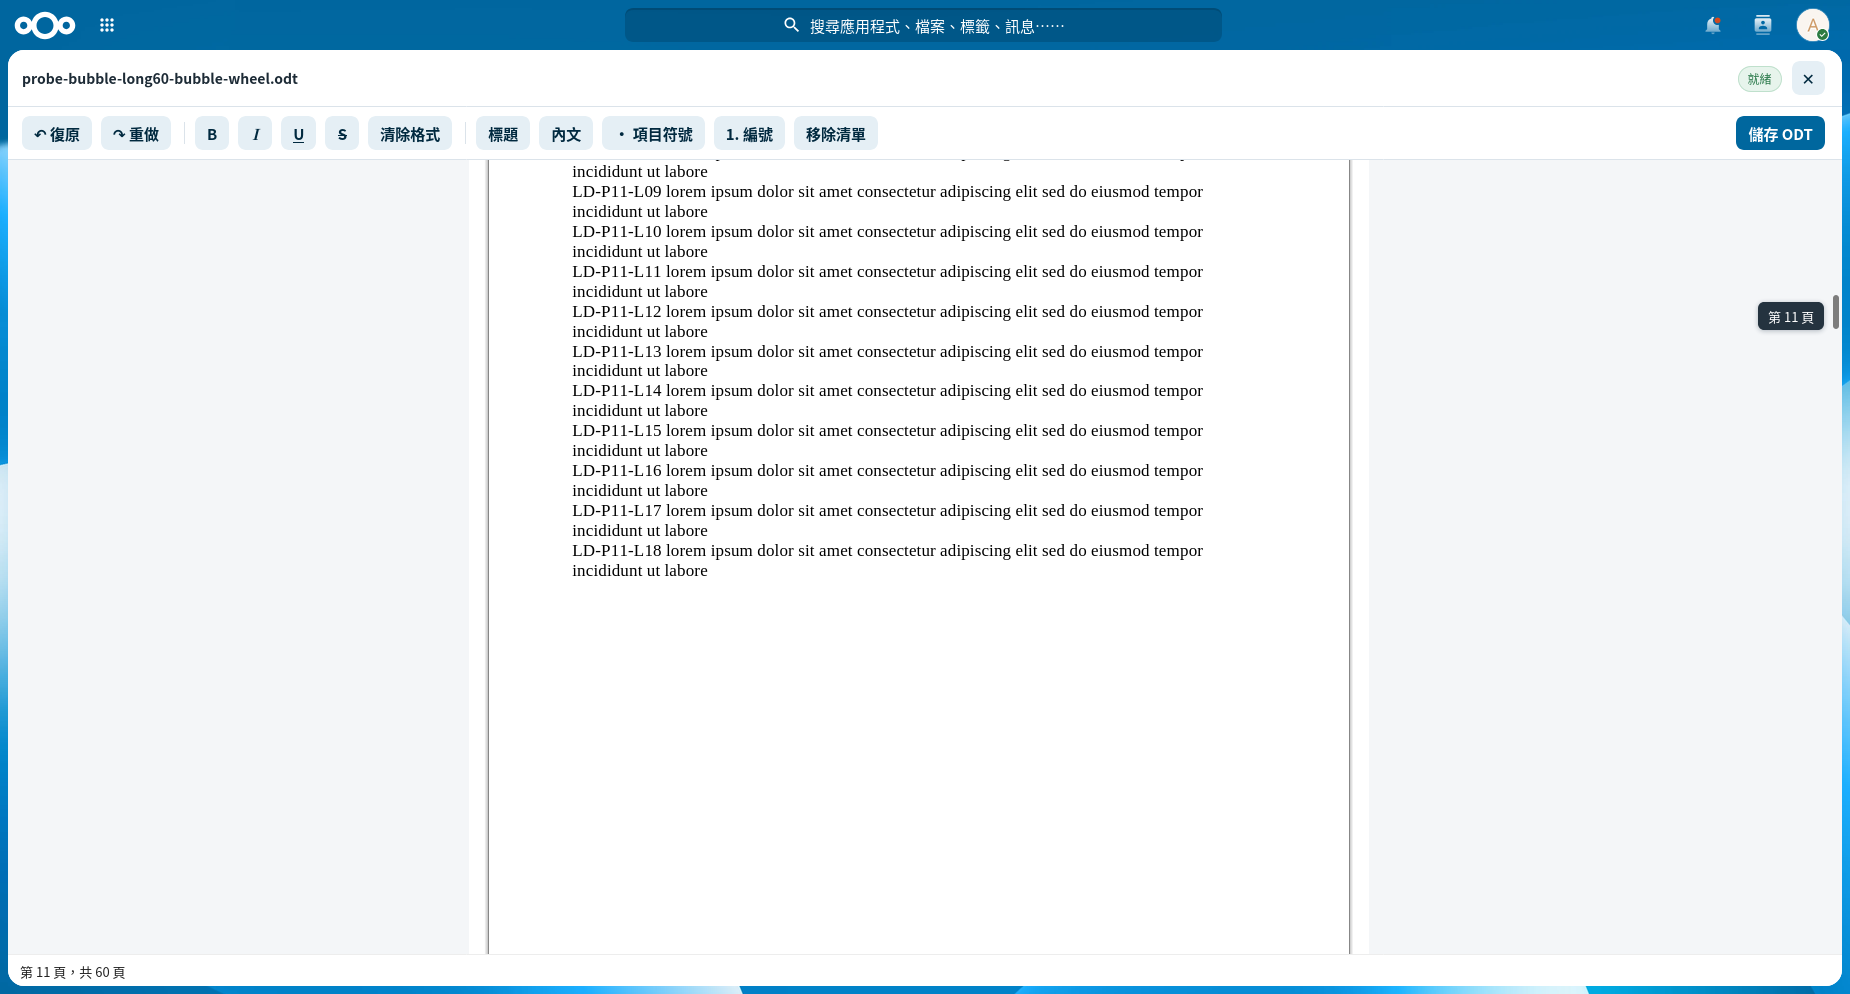 搜尋應用程式、檔案、標籤、訊息……
A
probe-bubble-long60-bubble-wheel.odt
就緒
×
↶ 復原
↷ 重做
B
I
U
S
清除格式
標題
內文
・ 項目符號
1. 編號
移除清單
儲存 ODT
incididunt ut labore
LD-P11-L09 lorem ipsum dolor sit amet consectetur adipiscing elit sed do eiusmod tempor
incididunt ut labore
LD-P11-L10 lorem ipsum dolor sit amet consectetur adipiscing elit sed do eiusmod tempor
incididunt ut labore
LD-P11-L11 lorem ipsum dolor sit amet consectetur adipiscing elit sed do eiusmod tempor
incididunt ut labore
LD-P11-L12 lorem ipsum dolor sit amet consectetur adipiscing elit sed do eiusmod tempor
incididunt ut labore
LD-P11-L13 lorem ipsum dolor sit amet consectetur adipiscing elit sed do eiusmod tempor
incididunt ut labore
LD-P11-L14 lorem ipsum dolor sit amet consectetur adipiscing elit sed do eiusmod tempor
incididunt ut labore
LD-P11-L15 lorem ipsum dolor sit amet consectetur adipiscing elit sed do eiusmod tempor
incididunt ut labore
LD-P11-L16 lorem ipsum dolor sit amet consectetur adipiscing elit sed do eiusmod tempor
incididunt ut labore
LD-P11-L17 lorem ipsum dolor sit amet consectetur adipiscing elit sed do eiusmod tempor
incididunt ut labore
LD-P11-L18 lorem ipsum dolor sit amet consectetur adipiscing elit sed do eiusmod tempor
incididunt ut labore
第 11 頁
第 11 頁，共 60 頁